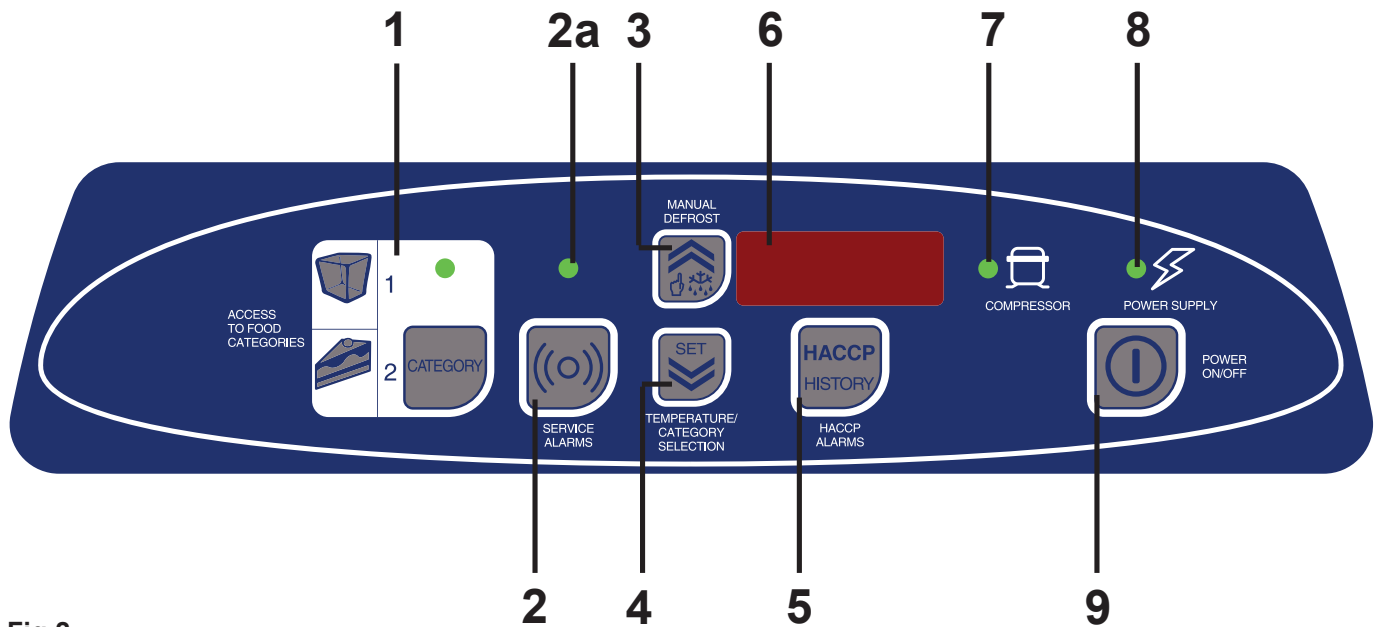 1 2a 3 6 7 8
MANUAL
DEFROST
1
ACCESS
TO FOOD
CATEGORIES
2
CATEGORY
SERVICE
ALARMS
SET
TEMPERATURE/
CATEGORY
SELECTION
HACCP
HISTORY
HACCP
ALARMS
COMPRESSOR
POWER SUPPLY
POWER
ON/OFF
2 4 5 9